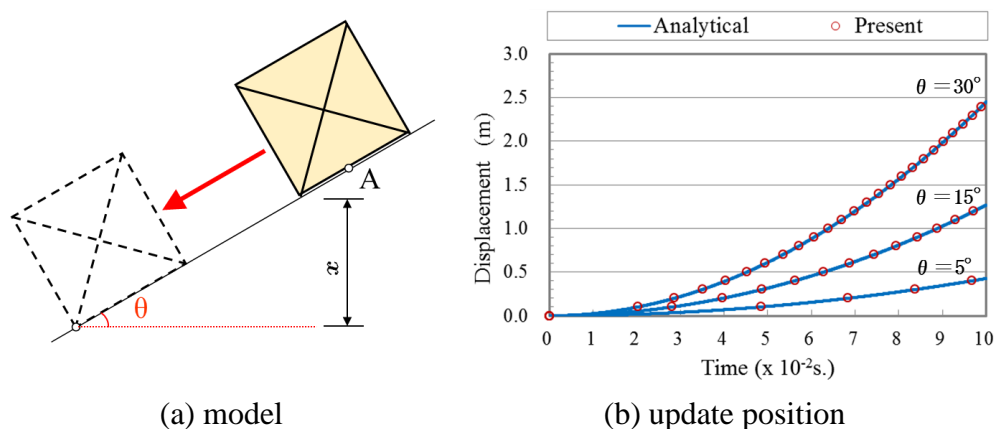 Analytical Present
A
x
θ
Displacement (m)
3.0
2.5
2.0
1.5
1.0
0.5
0.0
θ = 30°
θ = 15°
θ = 5°
0 1 2 3 4 5 6 7 8 9 10
Time (x 10⁻²s.)
(a) model
(b) update position